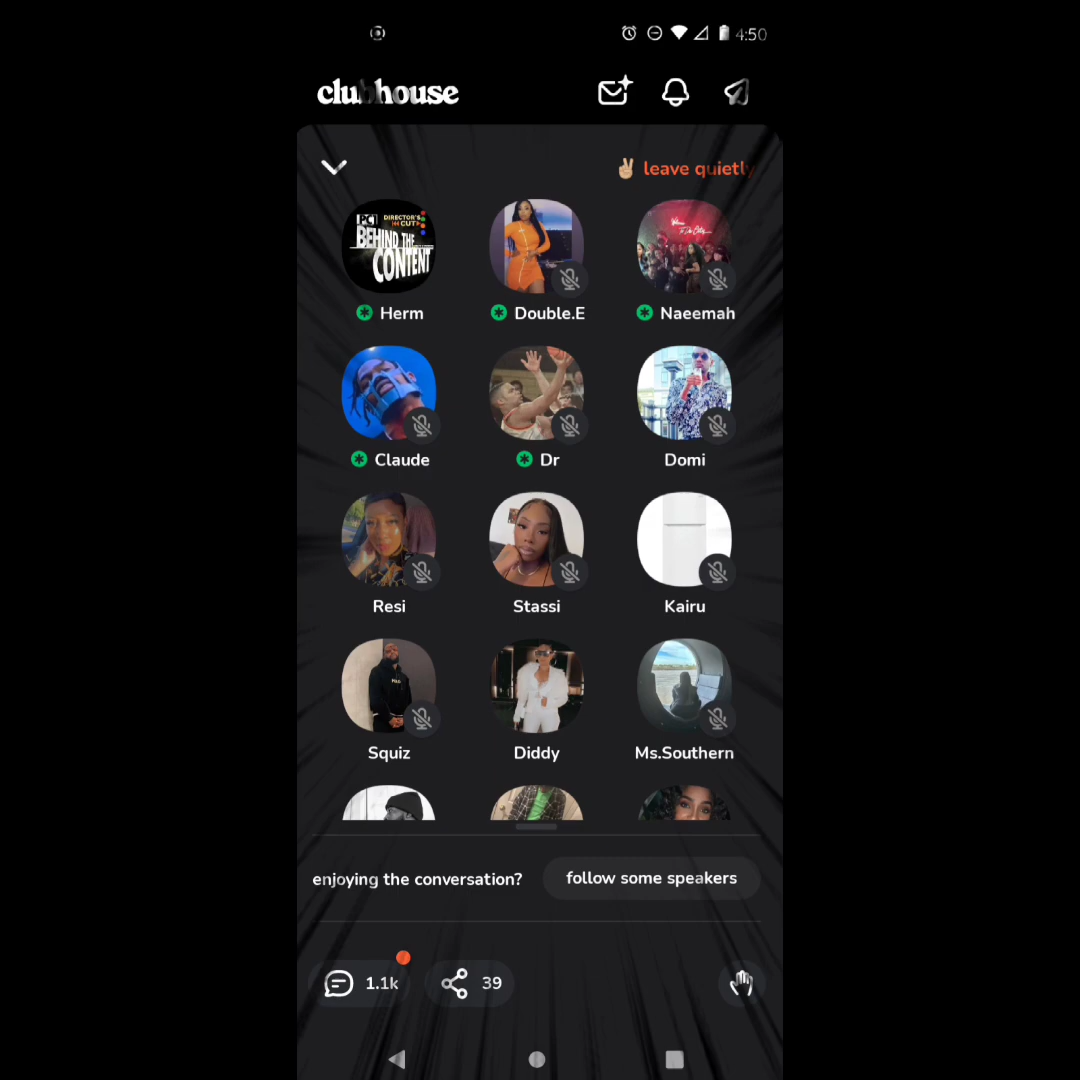 4:50
clubhouse
✌🏼 leave quietly
PCI DIRECTOR'S
CUT
BEHIND THE
CONTENT
Herm
Double.E
Naeemah
Claude
Dr
Domi
Resi
Stassi
Kairu
Squiz
Diddy
Ms.Southern
enjoying the conversation?
follow some speakers
1.1k
39